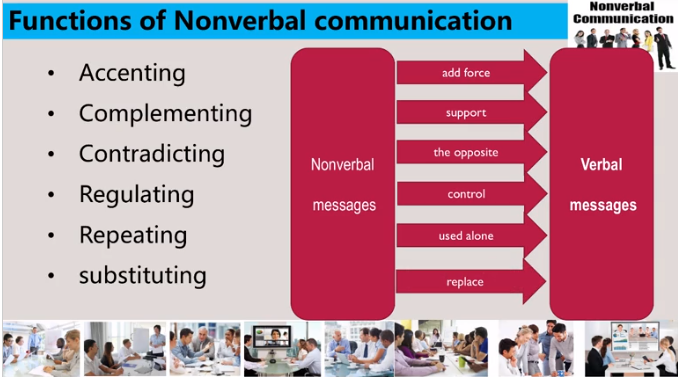 Functions of Nonverbal communication
Nonverbal
Communication
• Accenting
• Complementing
• Contradicting
• Regulating
• Repeating
• substituting
Nonverbal
messages
add force
support
the opposite
control
used alone
replace
Verbal
messages